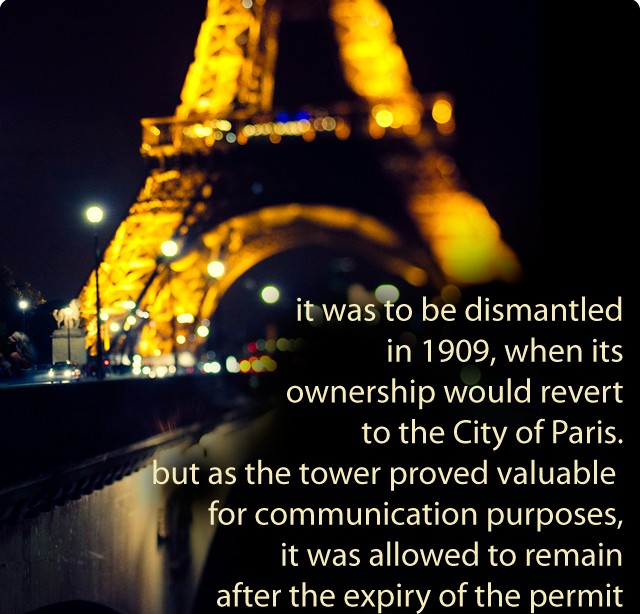 it was to be dismantled
in 1909, when its
ownership would revert
to the City of Paris.
but as the tower proved valuable
for communication purposes,
it was allowed to remain
after the expiry of the permit